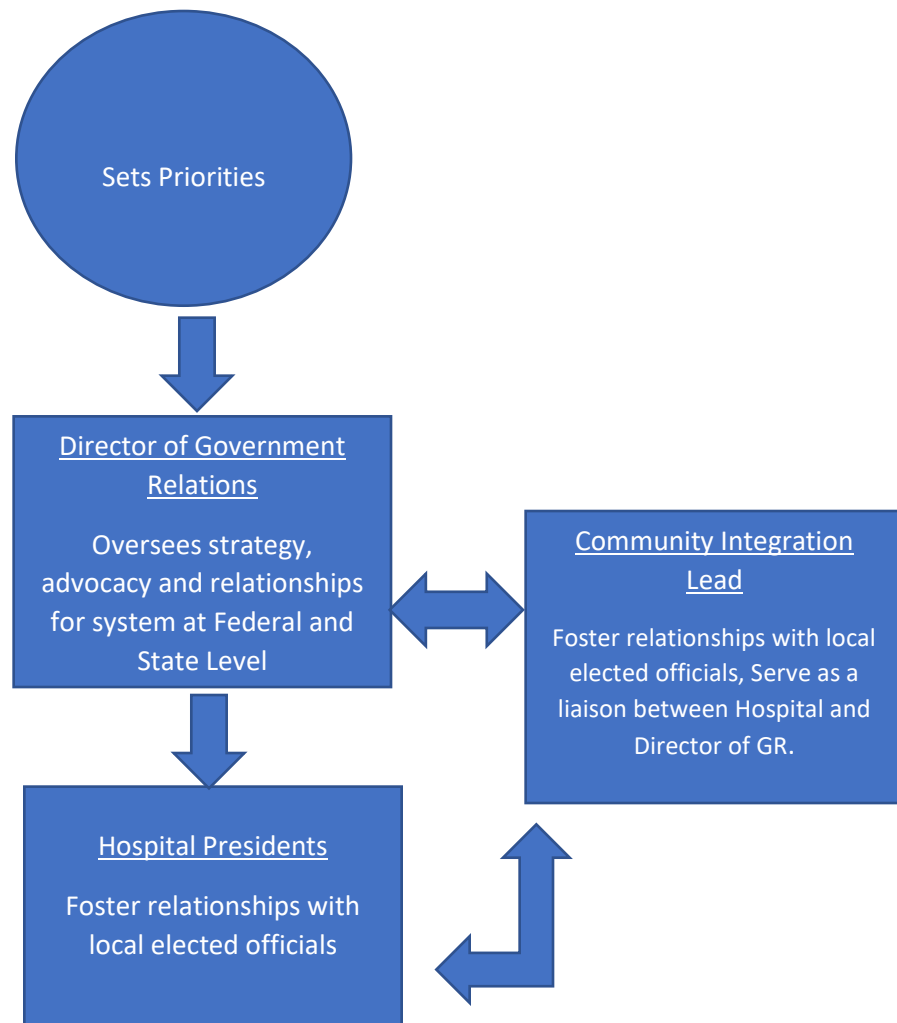 Sets Priorities
Director of Government
Relations
Oversees strategy,
advocacy and relationships
for system at Federal and
State Level
Community Integration
Lead
Foster relationships with local
elected officials, Serve as a
liaison between Hospital and
Director of GR.
Hospital Presidents
Foster relationships with
local elected officials